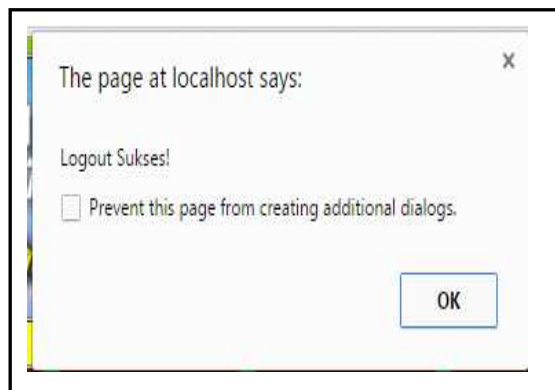 The page at localhost says:
x
Logout Sukses!
Prevent this page from creating additional dialogs.
OK